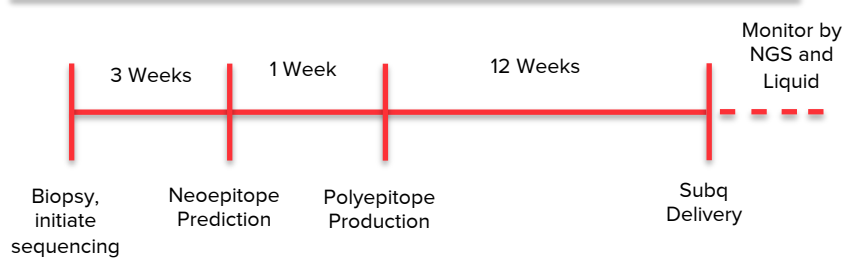 3 Weeks
1 Week
12 Weeks
Monitor by
NGS and
Liquid
Biopsy,
initiate
sequencing
Neoepitope
Prediction
Polyepitope
Production
Subq
Delivery